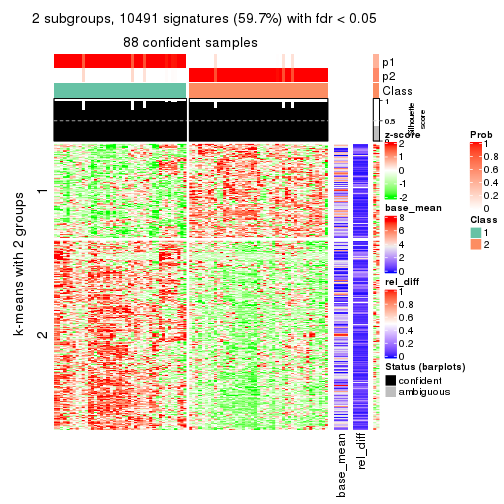 2 subgroups, 10491 signatures (59.7%) with fdr < 0.05
88 confident samples
p1
p2
Class
1
0.5
0
Silhouette
score
k-means with 2 groups
1
2
base_mean
rel_diff
z-score
2
1
0
-1
-2
base_mean
8
6
4
2
0
rel_diff
1
0.8
0.6
0.4
0.2
0
Status (barplots)
confident
ambiguous
Prob
1
0.8
0.6
0.4
0.2
0
Class
1
2